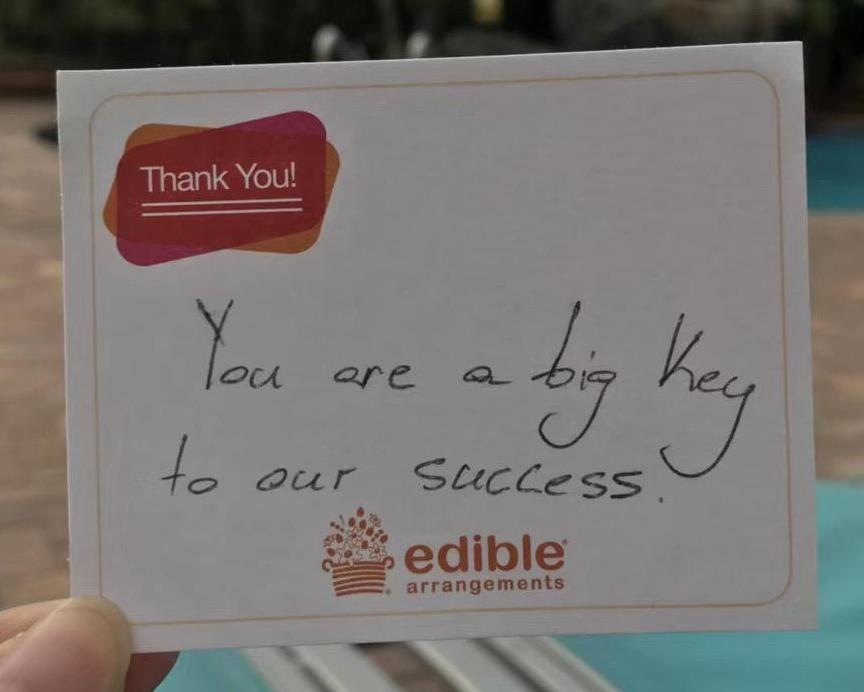 Thank You!
You are a big key
to our success.
edible®
arrangements®